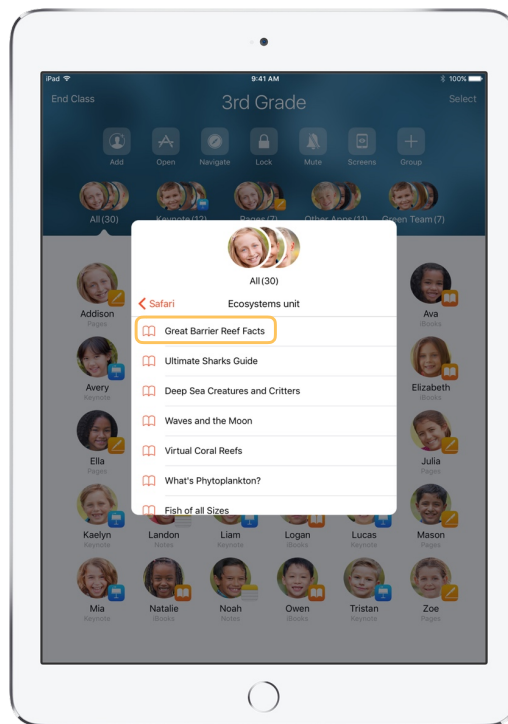 iPad 9:41 AM 100%
End Class 3rd Grade Select
Add Open Navigate Lock Mute Screens Group
All (30) Keynote (12) Pages (7) Other Apps (11) Green Team (7)
All (30)
Safari Ecosystems unit
Great Barrier Reef Facts
Ultimate Sharks Guide
Deep Sea Creatures and Critters
Waves and the Moon
Virtual Coral Reefs
What's Phytoplankton?
Fish of all Sizes
Addison Ava
Pages iBooks
Avery Elizabeth
Keynote iBooks
Ella Julia
Pages Pages
Kaelyn Landon Liam Logan Lucas Mason
Keynote Notes Keynote iBooks Keynote Pages
Mia Natalie Noah Owen Tristan Zoe
Keynote iBooks Notes iBooks Keynote Pages